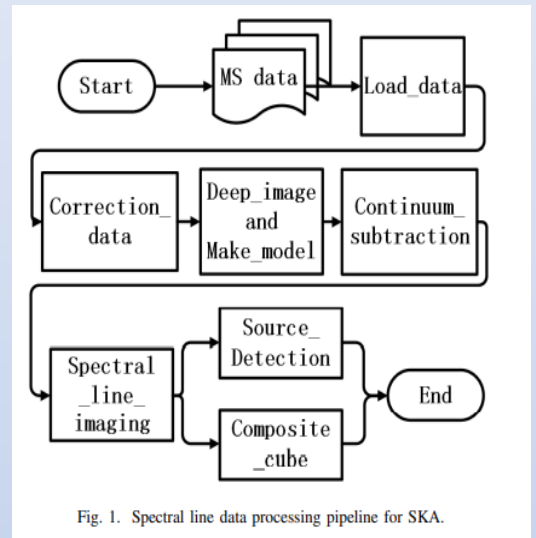 Start
MS data
Load_data
Correction_
data
Deep_image
and
Make_model
Continuum_
subtraction
Spectral
_line_
imaging
Source_
Detection
Composite
_cube
End
Fig. 1. Spectral line data processing pipeline for SKA.